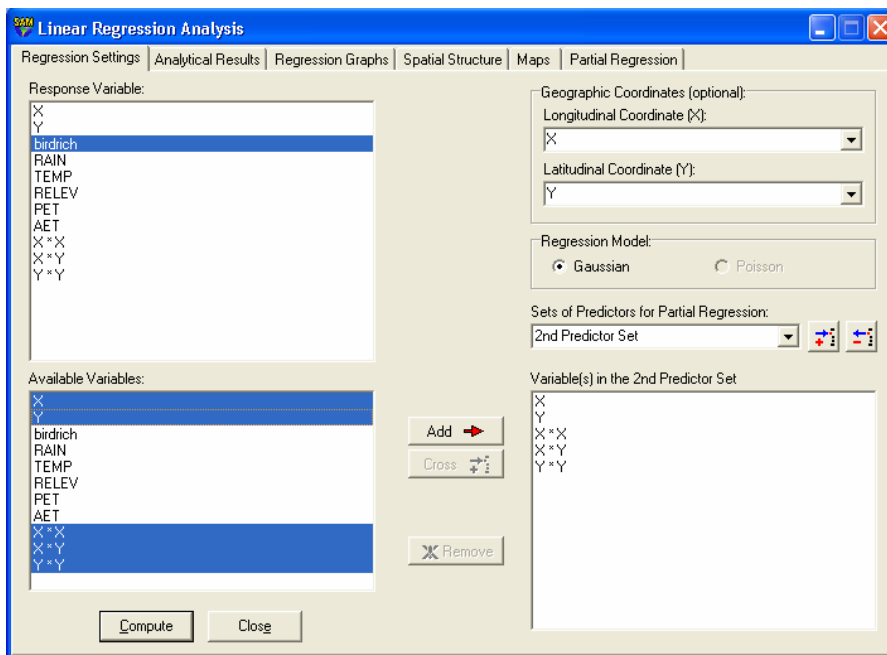 SAM Linear Regression Analysis
Regression Settings Analytical Results Regression Graphs Spatial Structure Maps Partial Regression
Response Variable:
X
Y
birdrich
RAIN
TEMP
RELEV
PET
AET
X*X
X*Y
Y*Y
Geographic Coordinates (optional):
Longitudinal Coordinate (X):
X
Latitudinal Coordinate (Y):
Y
Regression Model:
Gaussian Poisson
Sets of Predictors for Partial Regression:
2nd Predictor Set
Available Variables:
X
Y
birdrich
RAIN
TEMP
RELEV
PET
AET
X*X
X*Y
Y*Y
Add
Cross
Remove
Variable(s) in the 2nd Predictor Set
X
Y
X*X
X*Y
Y*Y
Compute Close